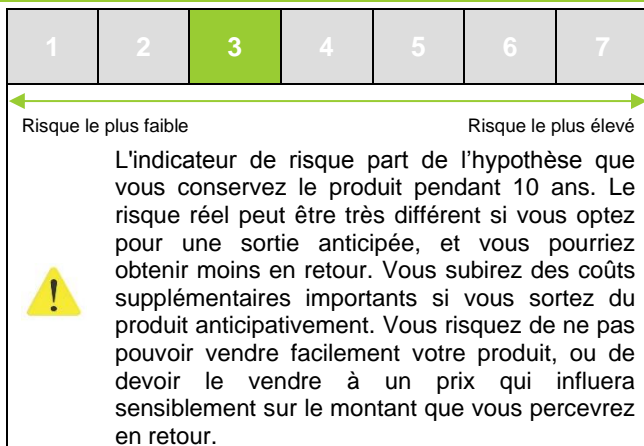 1 2 3 4 5 6 7
Risque le plus faible Risque le plus élevé
L'indicateur de risque part de l’hypothèse que
vous conservez le produit pendant 10 ans. Le
risque réel peut être très différent si vous optez
pour une sortie anticipée, et vous pourriez
obtenir moins en retour. Vous subirez des coûts
supplémentaires importants si vous sortez du
produit anticipativement. Vous risquez de ne pas
pouvoir vendre facilement votre produit, ou de
devoir le vendre à un prix qui influera
sensiblement sur le montant que vous percevrez
en retour.